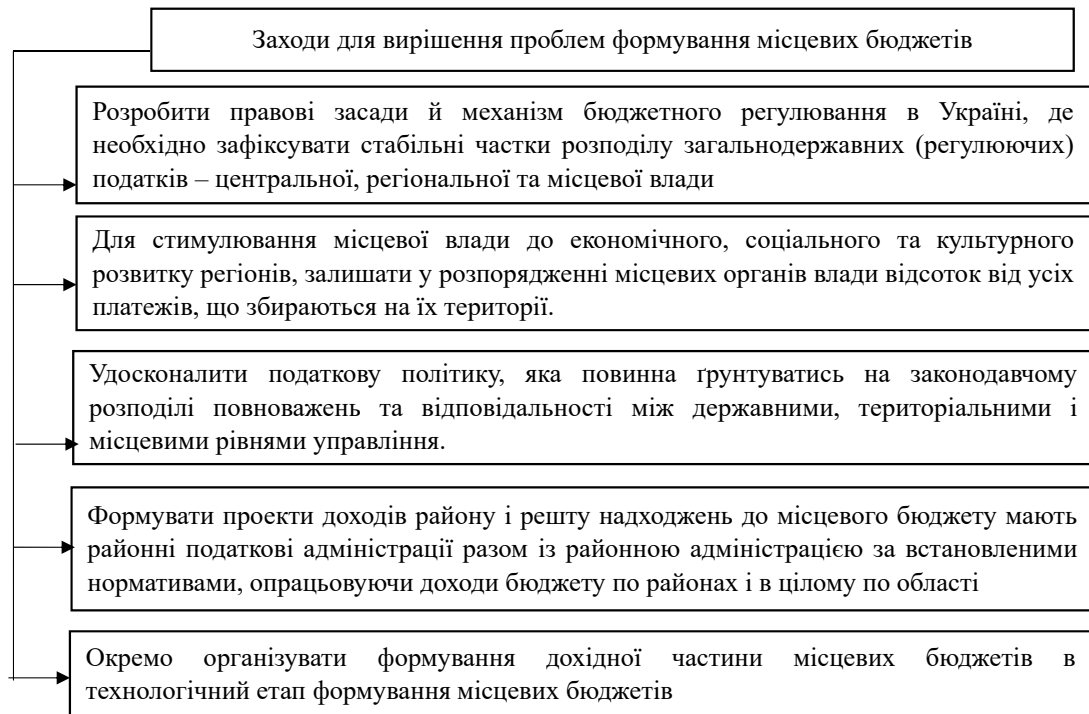 Заходи для вирішення проблем формування місцевих бюджетів
Розробити правові засади й механізм бюджетного регулювання в Україні, де
необхідно зафіксувати стабільні частки розподілу загальнодержавних (регулюючих)
податків – центральної, регіональної та місцевої влади
Для стимулювання місцевої влади до економічного, соціального та культурного
розвитку регіонів, залишати у розпорядженні місцевих органів влади відсоток від усіх
платежів, що збираються на їх території.
Удосконалити податкову політику, яка повинна ґрунтуватись на законодавчому
розподілі повноважень та відповідальності між державними, територіальними і
місцевими рівнями управління.
Формувати проекти доходів району і решту надходжень до місцевого бюджету мають
районні податкові адміністрації разом із районною адміністрацією за встановленими
нормативами, опрацьовуючи доходи бюджету по районах і в цілому по області
Окремо організувати формування дохідної частини місцевих бюджетів в
технологічний етап формування місцевих бюджетів